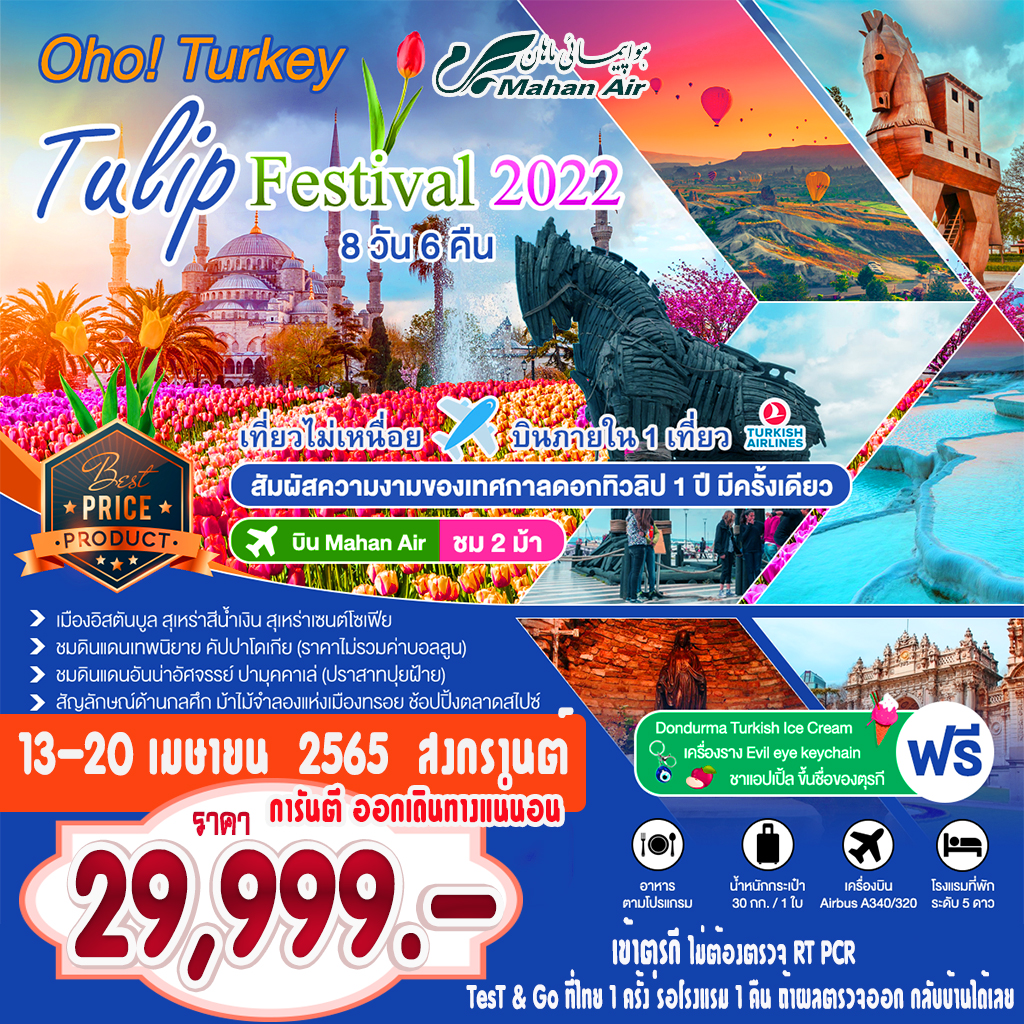 Oho! Turkey
هواپیمائی ماهان
Mahan Air
Tulip Festival 2022
8 วัน 6 คืน
เที่ยวไม่เหนื่อย บินภายใน 1 เที่ยว
TURKISH
AIRLINES
สัมผัสความงามของเทศกาลดอกทิวลิป 1 ปี มีครั้งเดียว
Best
PRICE
PRODUCT
บิน Mahan Air ชม 2 ม้า
เมืองอิสตันบูล สุเหร่าสีน้ำเงิน สุเหร่าเซนต์โซเฟีย
ชมดินแดนเทพนิยาย คัปปาโดเกีย (ราคาไม่รวมค่าบอลลูน)
ชมดินแดนอันน่าอัศจรรย์ ปามุคคาเล่ (ปราสาทปุยฝ้าย)
สัญลักษณ์ด้านกลศึก ม้าไม้จำลองแห่งเมืองทรอย ช้อปปิ้งตลาดสไปซ์
Dondurma Turkish Ice Cream
เครื่องราง Evil eye keychain
ชาแอปเปิ้ล ขึ้นชื่อของตุรกี
ฟรี
13-20 เมษายน 2565 สงกรานต์
การันตี ออกเดินทางแน่นอน
ราคา
29,999.-
อาหาร
ตามโปรแกรม
น้ำหนักกระเป๋า
30 กก. / 1 ใบ
เครื่องบิน
Airbus A340/320
โรงแรมที่พัก
ระดับ 5 ดาว
เข้าตุรกี ไม่ต้องตรวจ RT PCR
TesT & Go ที่ไทย 1 ครั้ง รอโรงแรม 1 คืน ถ้าผลตรวจออก กลับบ้านได้เลย